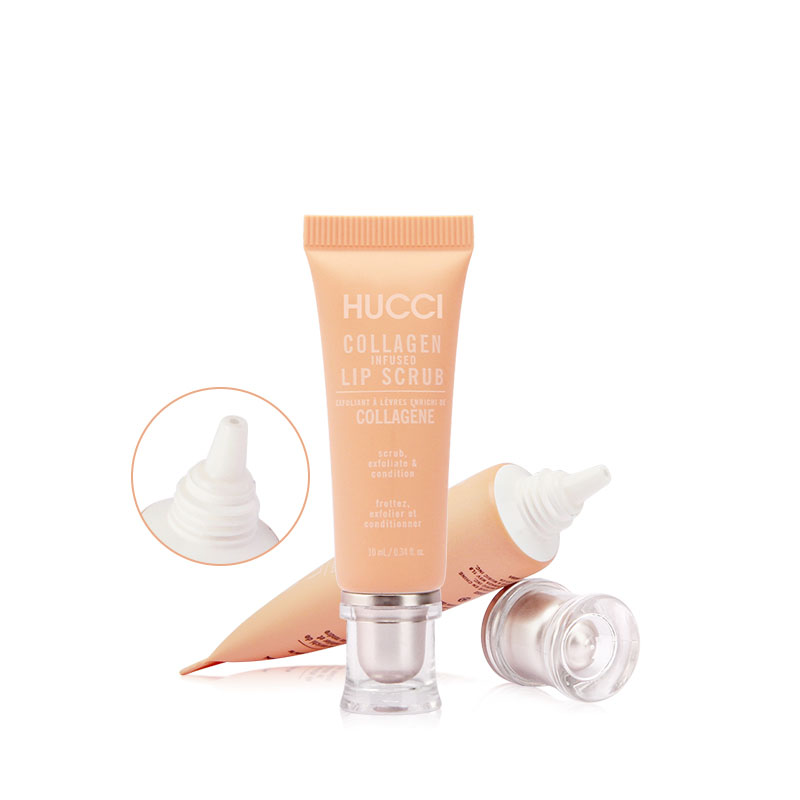 HUCCI
COLLAGEN
INFUSED
LIP SCRUB
EXFOLIANT À LÈVRES ENRICHI DE
COLLAGENE
scrub,
exfoliate &
condition
frottez,
exfolier et
conditionner
10 mL / 0.34 fl. oz.